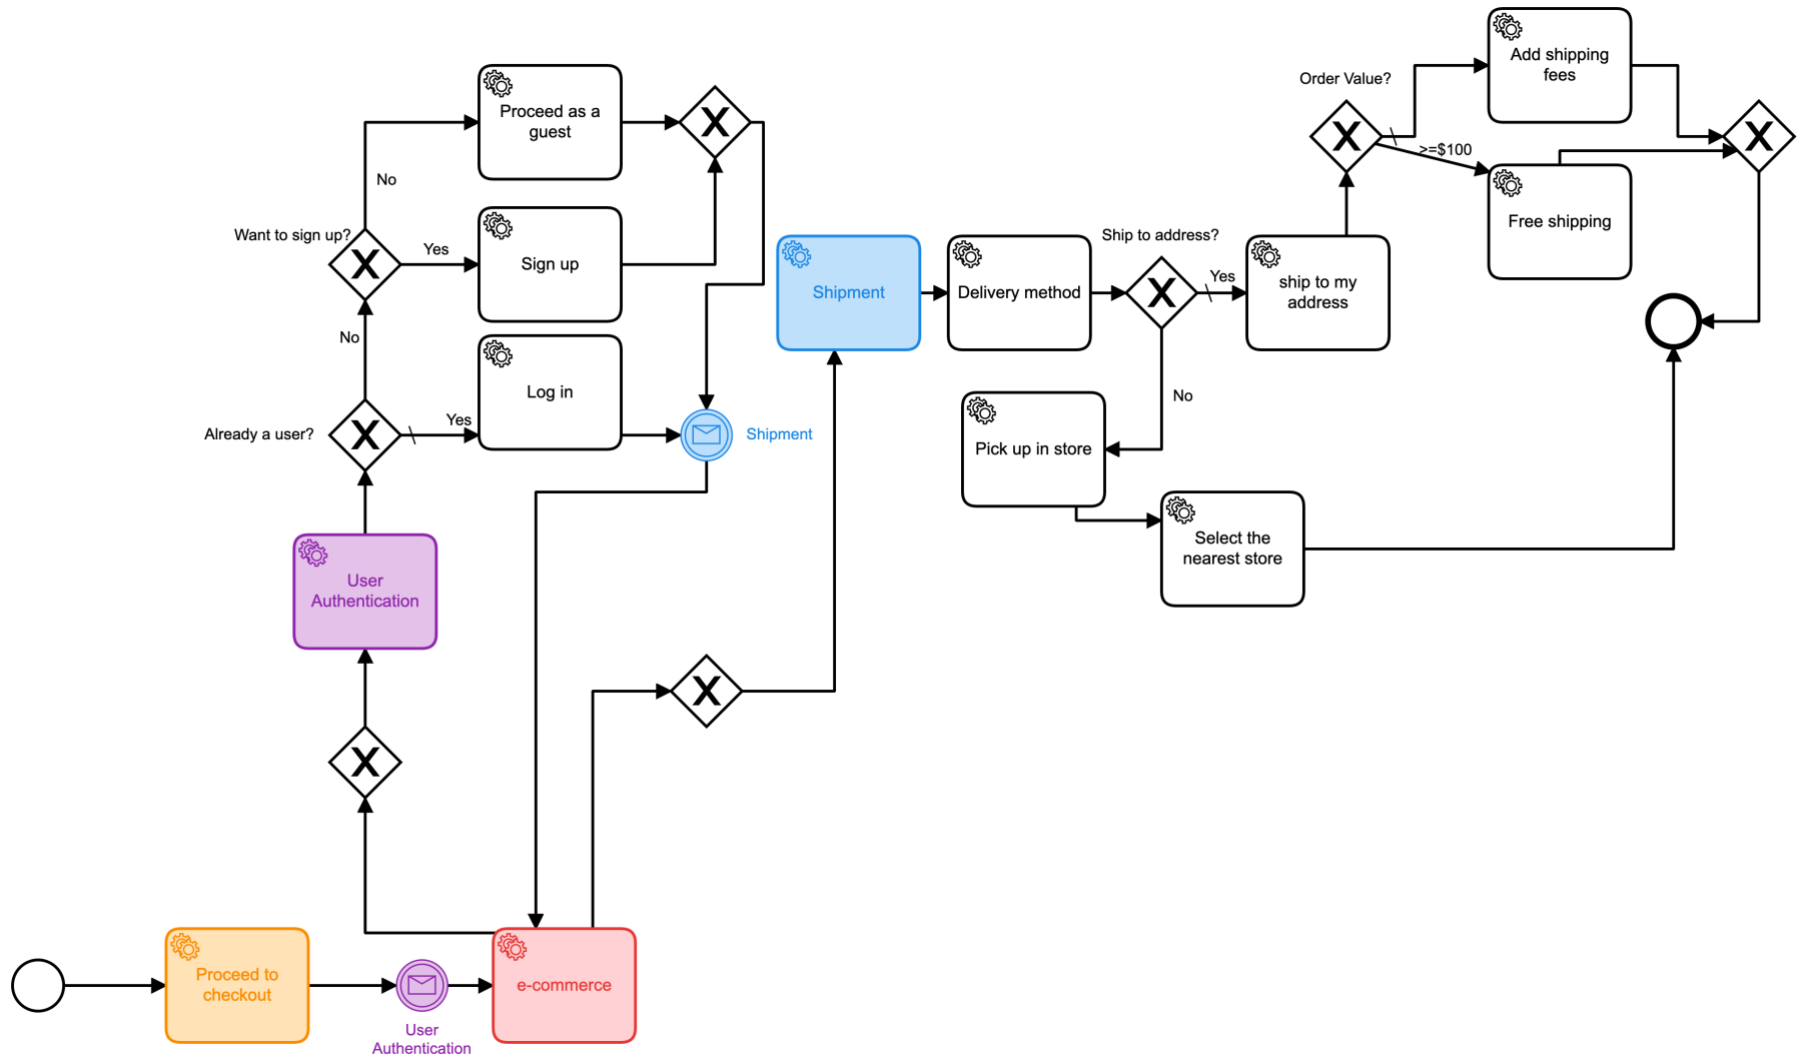 Add shipping
fees
Order Value?
>=$100
Free shipping
Proceed as a
guest
No
Want to sign up?
Yes
Sign up
No
Already a user?
Yes
Log in
Shipment
Shipment
Delivery method
Ship to address?
Yes
ship to my
address
No
Pick up in store
Select the
nearest store
User
Authentication
Proceed to
checkout
User
Authentication
e-commerce